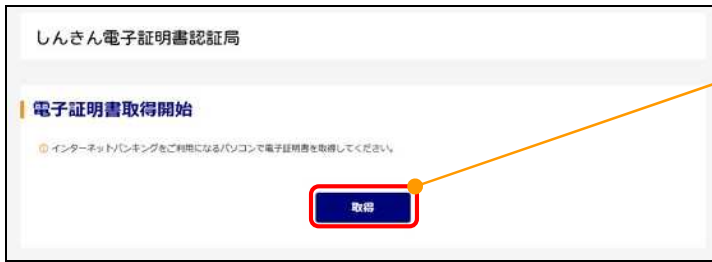 しんきん電子証明書認証局
電子証明書取得開始
インターネットバンキングをご利用になるパソコンで電子証明書を取得してください。
取得